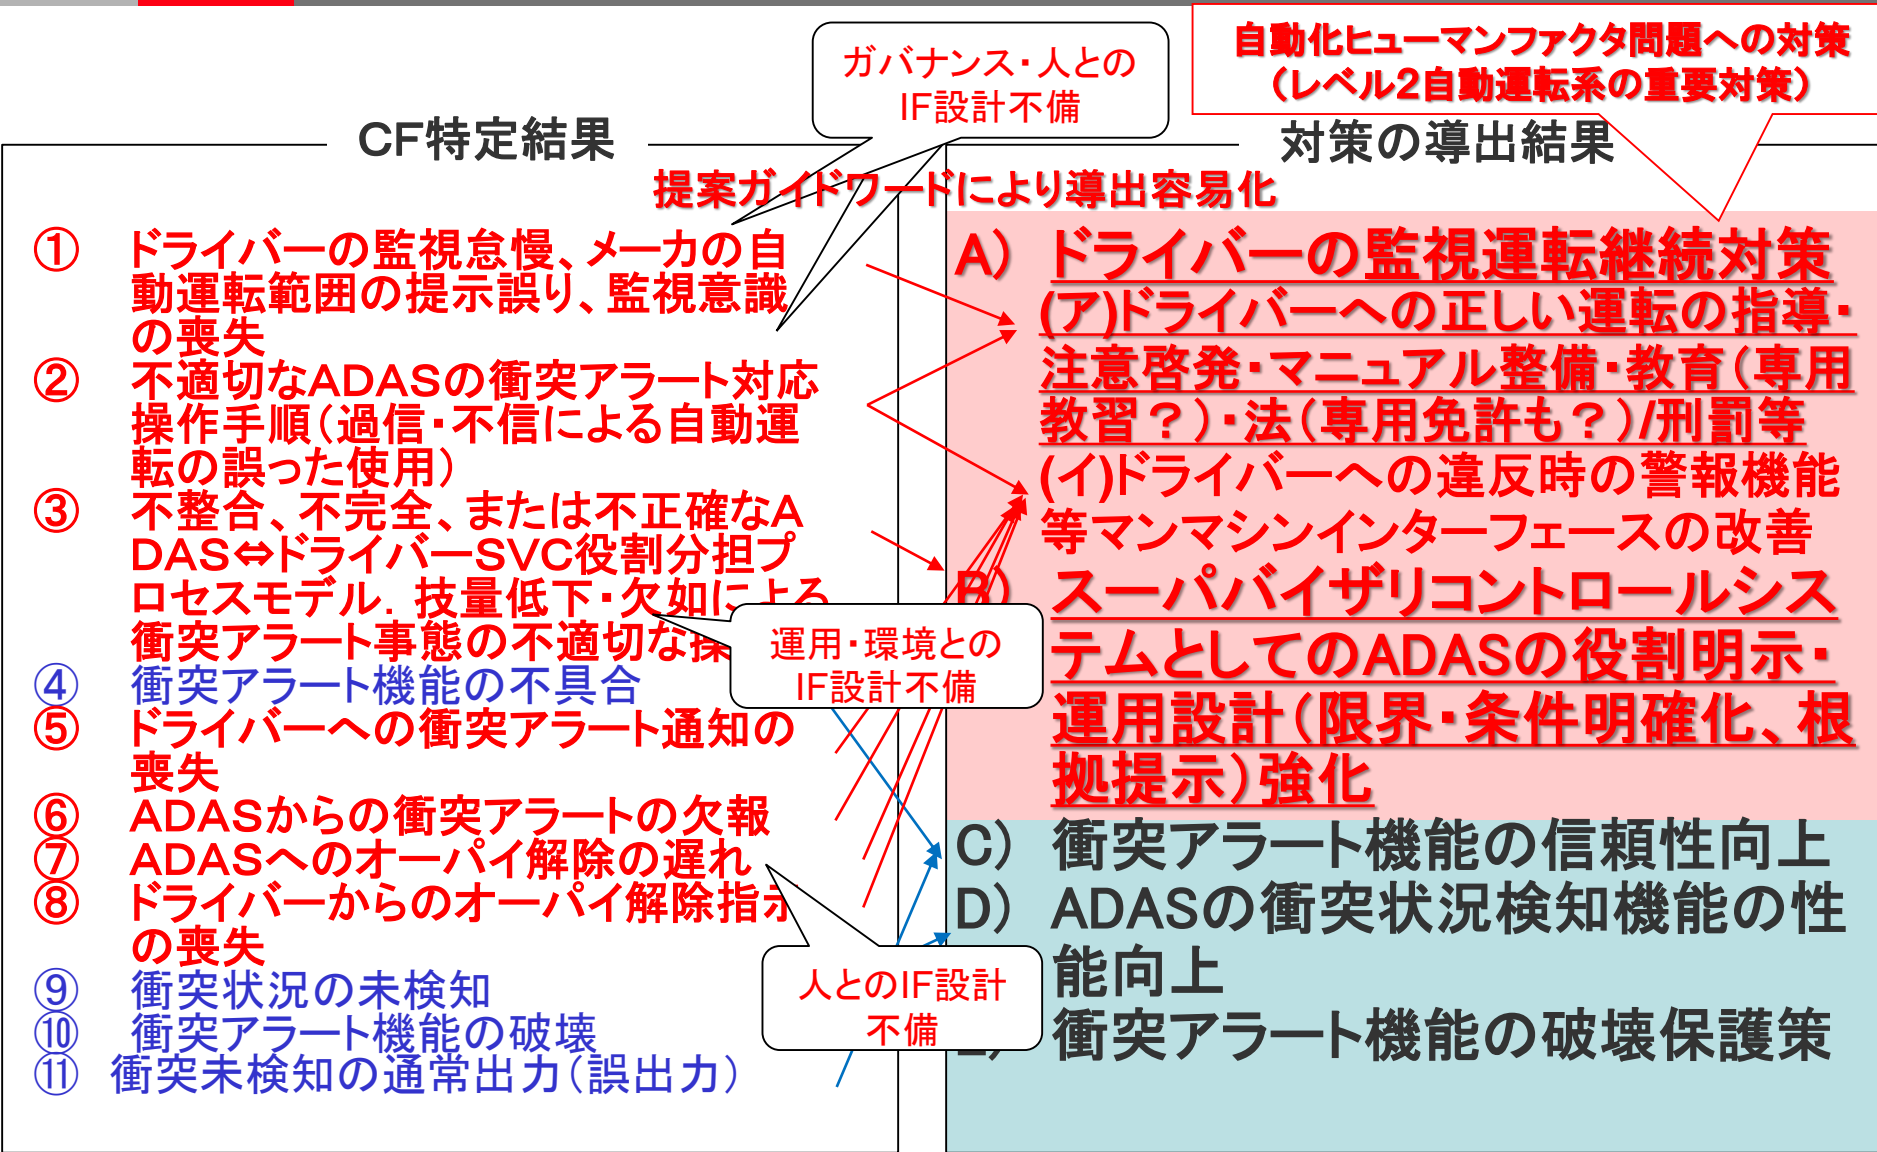 ガバナンス・人との
IF設計不備
自動化ヒューマンファクタ問題への対策
（レベル2自動運転系の重要対策）
CF特定結果
対策の導出結果
提案ガイドワードにより導出容易化
① ドライバーの監視怠慢、メーカの自
動運転範囲の提示誤り、監視意識
の喪失
② 不適切なADASの衝突アラート対応
操作手順（過信・不信による自動運
転の誤った使用）
③ 不整合、不完全、または不正確なA
DAS⇔ドライバーSVC役割分担プ
ロセスモデル．技量低下・欠如による
衝突アラート事態の不適切な操
④ 衝突アラート機能の不具合
⑤ ドライバーへの衝突アラート通知の
喪失
⑥ ADASからの衝突アラートの欠報
⑦ ADASへのオーパイ解除の遅れ
⑧ ドライバーからのオーパイ解除指示
の喪失
⑨ 衝突状況の未検知
⑩ 衝突アラート機能の破壊
⑪ 衝突未検知の通常出力（誤出力）
運用・環境との
IF設計不備
人とのIF設計
不備
A) ドライバーの監視運転継続対策
(ア)ドライバーへの正しい運転の指導・
注意啓発・マニュアル整備・教育（専用
教習？）・法（専用免許も？）/刑罰等
(イ)ドライバーへの違反時の警報機能
等マンマシンインターフェースの改善
B) スーパバイザリコントロールシス
テムとしてのADASの役割明示・
運用設計（限界・条件明確化、根
拠提示）強化
C) 衝突アラート機能の信頼性向上
D) ADASの衝突状況検知機能の性
能向上
衝突アラート機能の破壊保護策